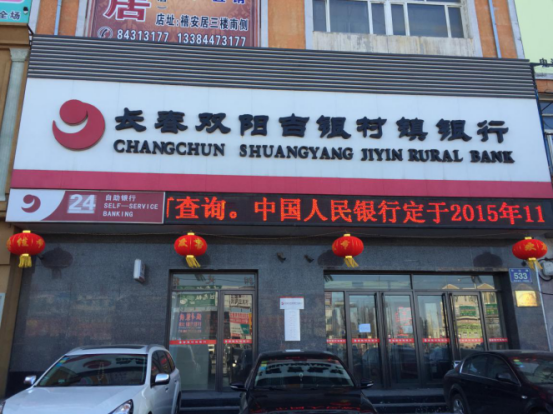 居
店址:禧安居三楼南侧
84313177 13384473177
长春双阳吉银村镇银行
CHANGCHUN SHUANGYANG JIYIN RURAL BANK
24
自助银行
SELF-SERVICE
BANKING
查询。中国人民银行定于2015年11
533